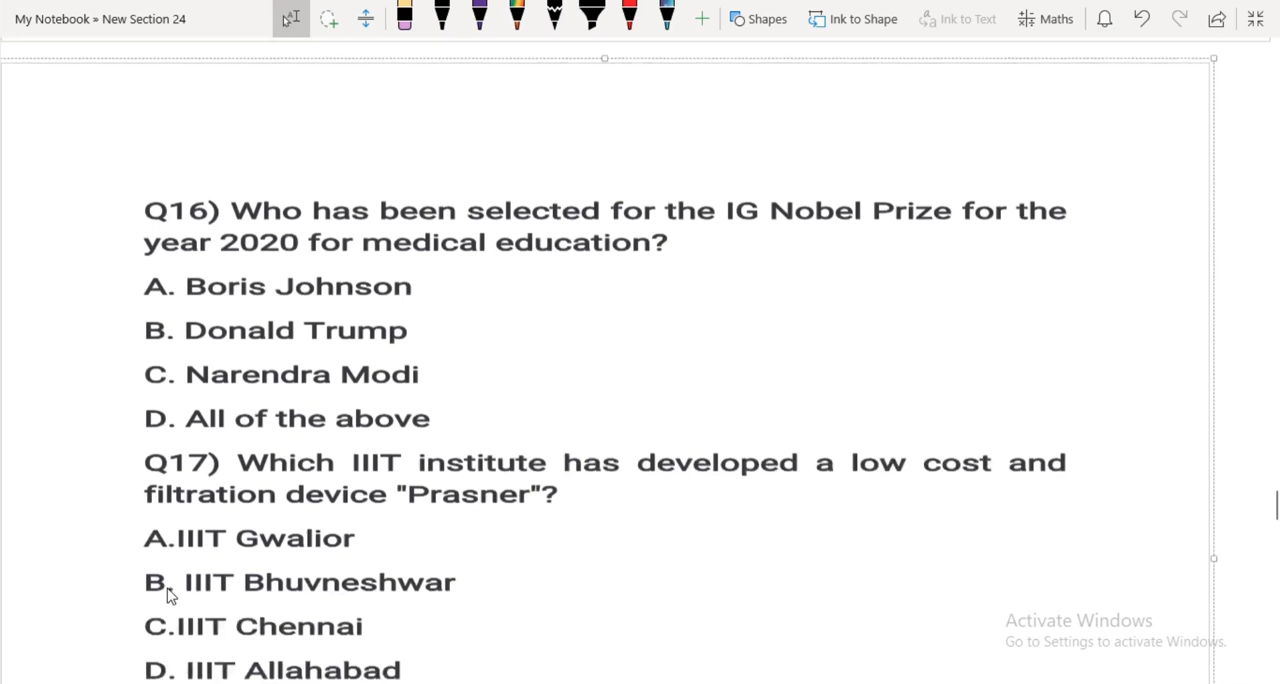 My Notebook » New Section 24
Shapes
Ink to Shape
Ink to Text
Maths
Q16) Who has been selected for the IG Nobel Prize for the
year 2020 for medical education?
A. Boris Johnson
B. Donald Trump
C. Narendra Modi
D. All of the above
Q17) Which IIIT institute has developed a low cost and
filtration device "Prasner"?
A.IIIT Gwalior
B. IIIT Bhuvneshwar
C.IIIT Chennai
D. IIIT Allahabad
Activate Windows
Go to Settings to activate Windows.